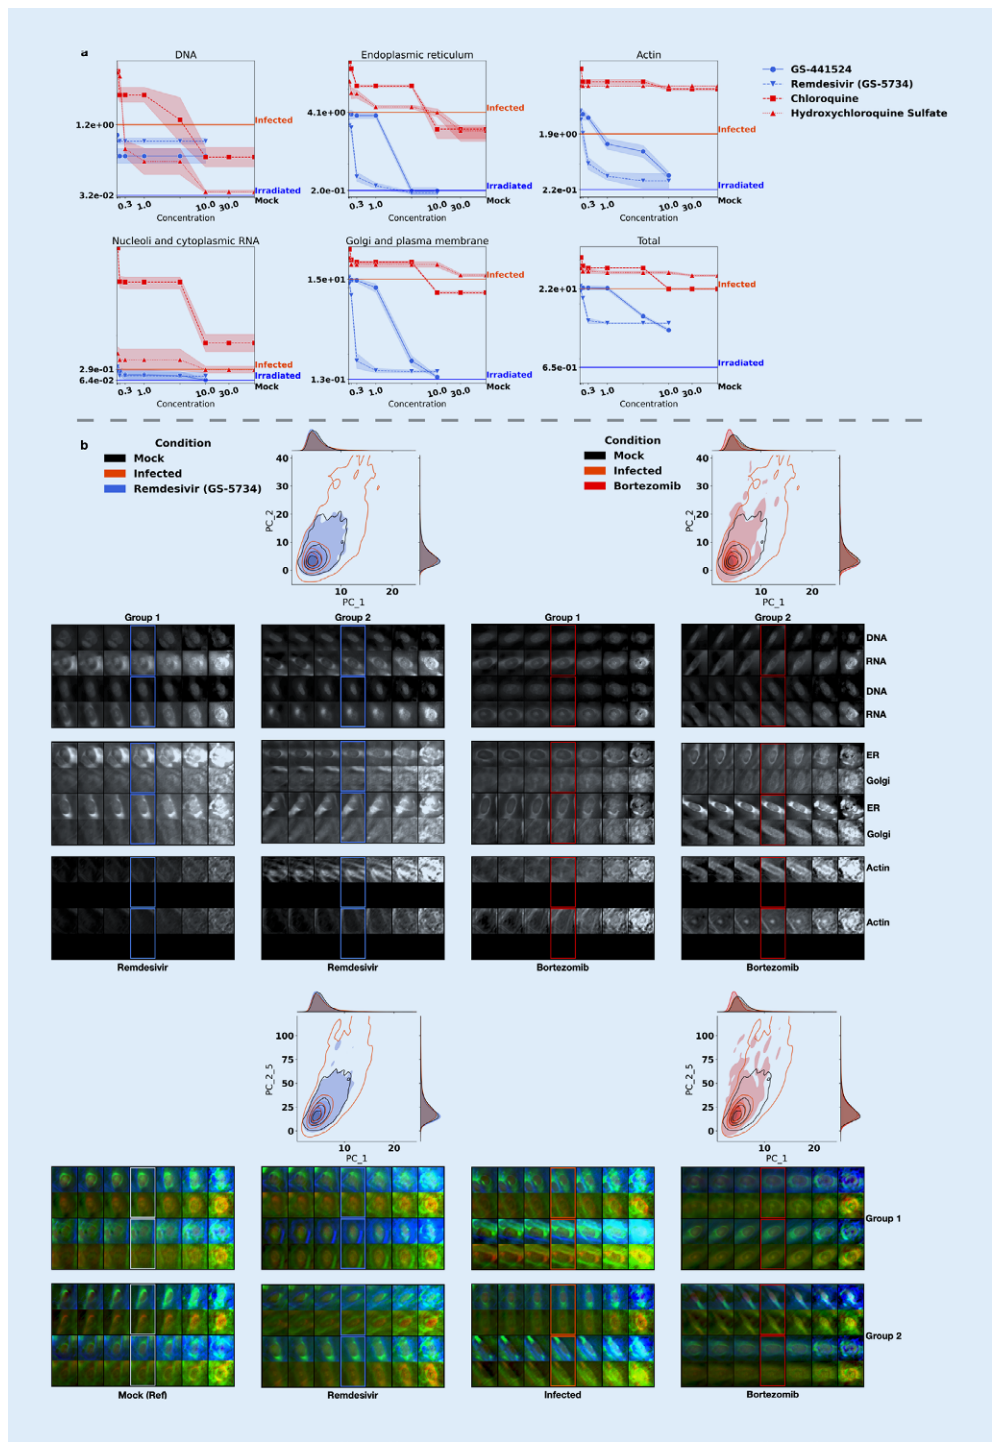 a
DNA
Endoplasmic reticulum
Actin
1.2e+00
3.2e-02
Infected
Irradiated
Mock
0.3 1.0 10.0 30.0
Concentration
4.1e+00
2.0e-01
Infected
Irradiated
Mock
0.3 1.0 10.0 30.0
Concentration
1.9e+00
2.2e-01
Infected
Irradiated
Mock
0.3 1.0 10.0 30.0
Concentration
GS-441524
Remdesivir (GS-5734)
Chloroquine
Hydroxychloroquine Sulfate
Nucleoli and cytoplasmic RNA
Golgi and plasma membrane
Total
2.9e-01
6.4e-02
Infected
Irradiated
Mock
0.3 1.0 10.0 30.0
Concentration
1.5e+01
1.3e-01
Infected
Irradiated
Mock
0.3 1.0 10.0 30.0
Concentration
2.2e+01
6.5e-01
Infected
Irradiated
Mock
0.3 1.0 10.0 30.0
Concentration
b
Condition
Mock
Infected
Remdesivir (GS-5734)
40
30
20
10
0
PC_2
10 20
PC_1
Condition
Mock
Infected
Bortezomib
40
30
20
10
0
PC_2
10 20
PC_1
Group 1
Group 2
Group 1
Group 2
DNA
RNA
DNA
RNA
ER
Golgi
ER
Golgi
Actin
Actin
Remdesivir
Remdesivir
Bortezomib
Bortezomib
100
75
50
25
0
PC_2_5
10 20
PC_1
100
75
50
25
0
PC_2_5
10 20
PC_1
Group 1
Group 2
Mock (Ref)
Remdesivir
Infected
Bortezomib